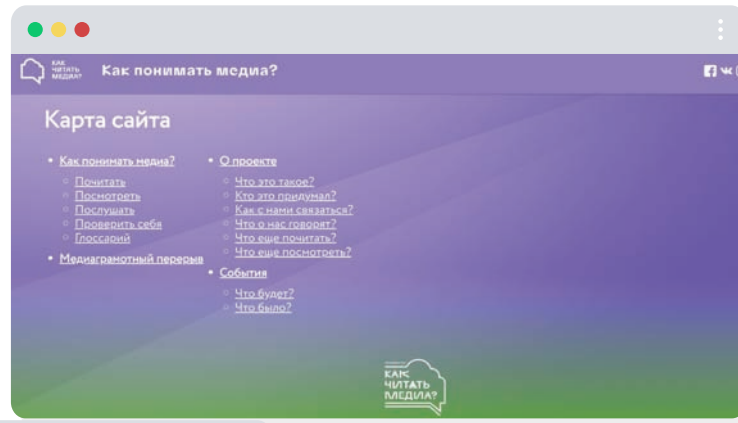 КАК
ЧИТАТЬ
МЕДИА?
Как понимать медиа?
Карта сайта
Как понимать медиа?
Почитать
Посмотреть
Послушать
Проверить себя
Глоссарий
Медиаграмотный перерыв
О проекте
Что это такое?
Кто это придумал?
Как с нами связаться?
Что о нас говорят?
Что еще почитать?
Что еще посмотреть?
События
Что будет?
Что было?
КАК
ЧИТАТЬ
МЕДИА?